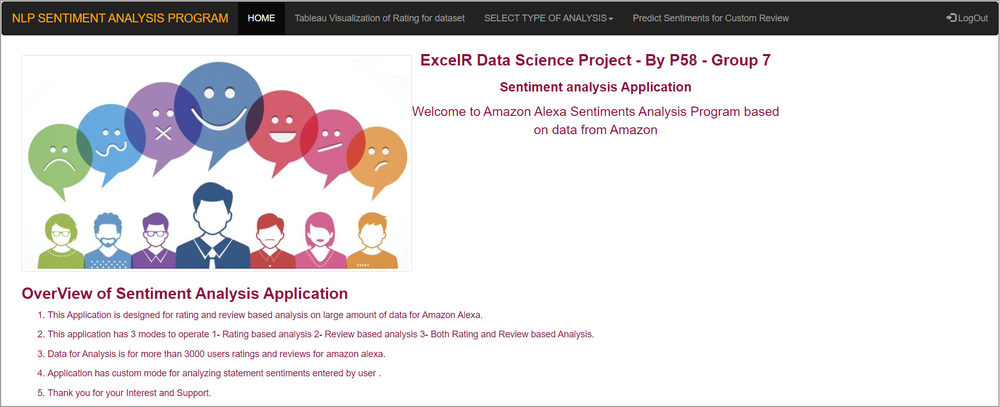 NLP SENTIMENT ANALYSIS PROGRAM HOME Tableau Visualization of Rating for dataset SELECT TYPE OF ANALYSIS Predict Sentiments for Custom Review LogOut
ExcelR Data Science Project - By P58 - Group 7
Sentiment analysis Application
Welcome to Amazon Alexa Sentiments Analysis Program based
on data from Amazon
OverView of Sentiment Analysis Application
1. This Application is designed for rating and review based analysis on large amount of data for Amazon Alexa.
2. This application has 3 modes to operate 1- Rating based analysis 2- Review based analysis 3- Both Rating and Review based Analysis.
3. Data for Analysis is for more than 3000 users ratings and reviews for amazon alexa.
4. Application has custom mode for analyzing statement sentiments entered by user .
5. Thank you for your Interest and Support.